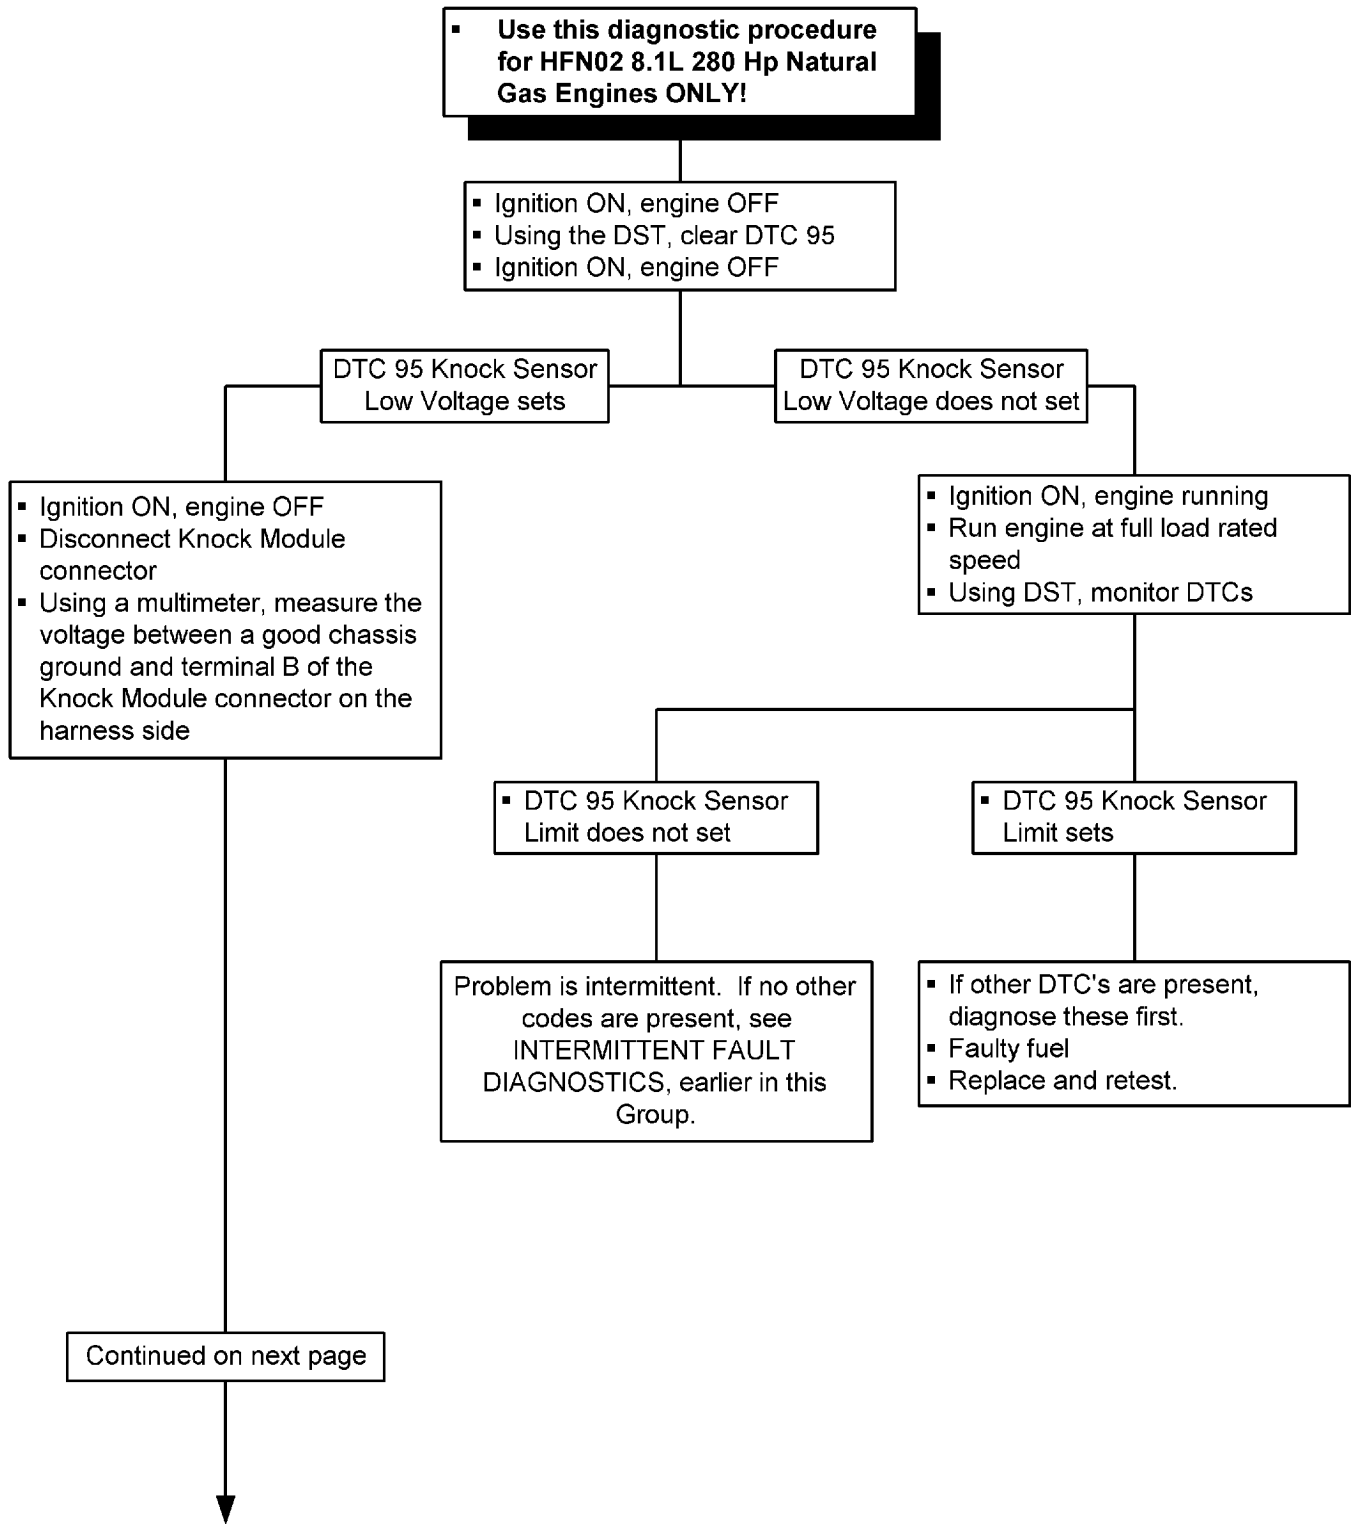 ▪ Use this diagnostic procedure
for HFN02 8.1L 280 Hp Natural
Gas Engines ONLY!
▪ Ignition ON, engine OFF
▪ Using the DST, clear DTC 95
▪ Ignition ON, engine OFF
DTC 95 Knock Sensor
Low Voltage sets
DTC 95 Knock Sensor
Low Voltage does not set
▪ Ignition ON, engine OFF
▪ Disconnect Knock Module
connector
▪ Using a multimeter, measure the
voltage between a good chassis
ground and terminal B of the
Knock Module connector on the
harness side
▪ Ignition ON, engine running
▪ Run engine at full load rated
speed
▪ Using DST, monitor DTCs
▪ DTC 95 Knock Sensor
Limit does not set
▪ DTC 95 Knock Sensor
Limit sets
Problem is intermittent. If no other
codes are present, see
INTERMITTENT FAULT
DIAGNOSTICS, earlier in this
Group.
▪ If other DTC's are present,
diagnose these first.
▪ Faulty fuel
▪ Replace and retest.
Continued on next page